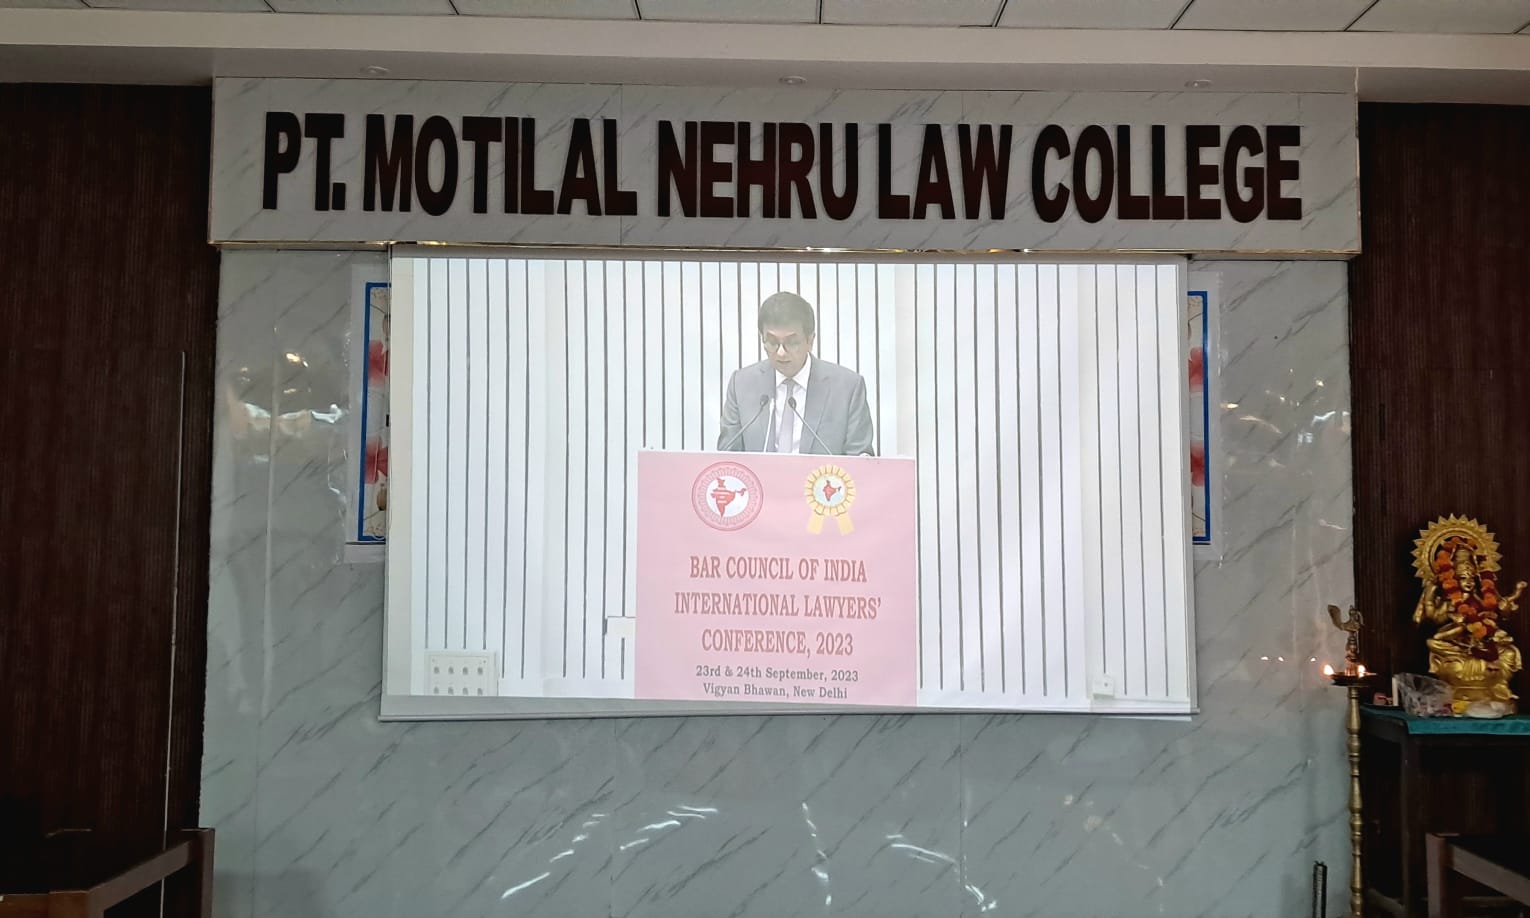 PT. MOTILAL NEHRU LAW COLLEGE
BAR COUNCIL OF INDIA
INTERNATIONAL LAWYERS'
CONFERENCE, 2023
23rd & 24th September, 2023
Vigyan Bhawan, New Delhi